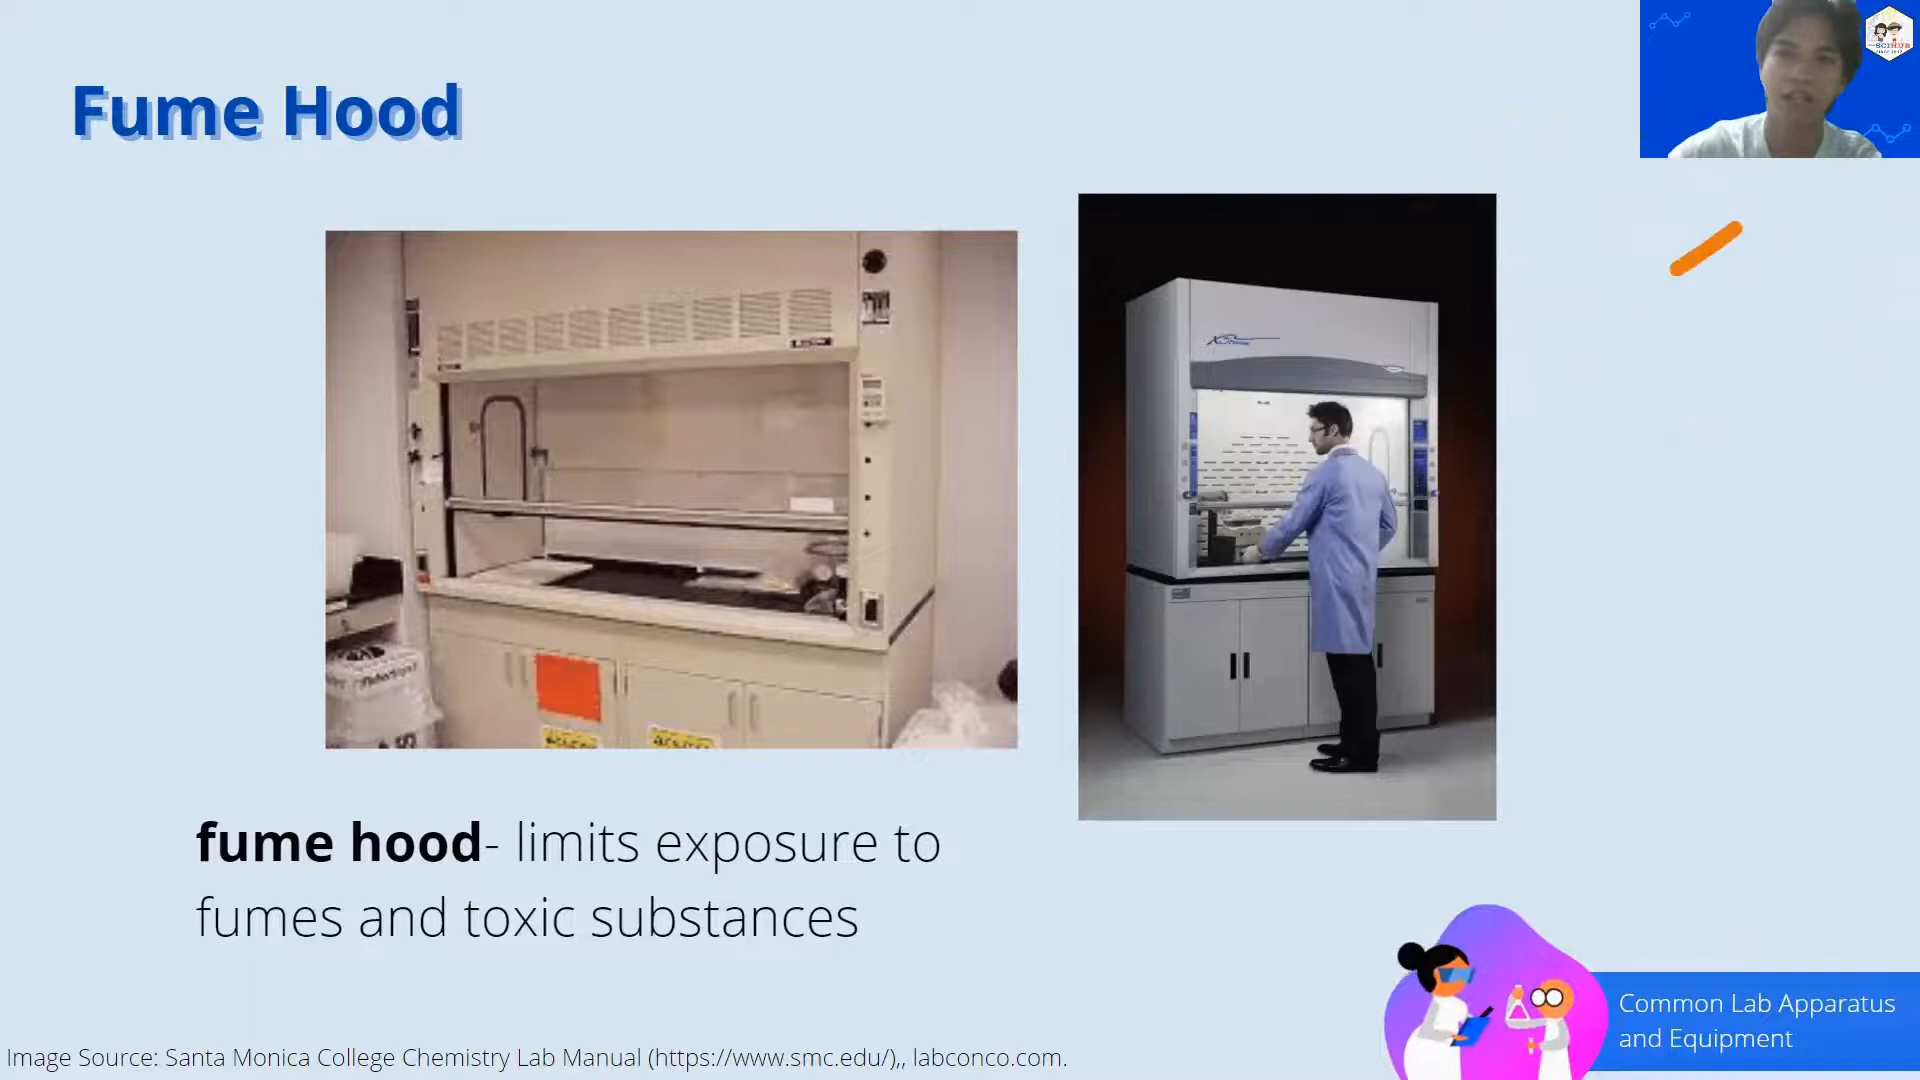 Fume Hood
SCIHUB
fume hood- limits exposure to
fumes and toxic substances
Common Lab Apparatus
and Equipment
Image Source: Santa Monica College Chemistry Lab Manual (https://www.smc.edu/),, labconco.com.